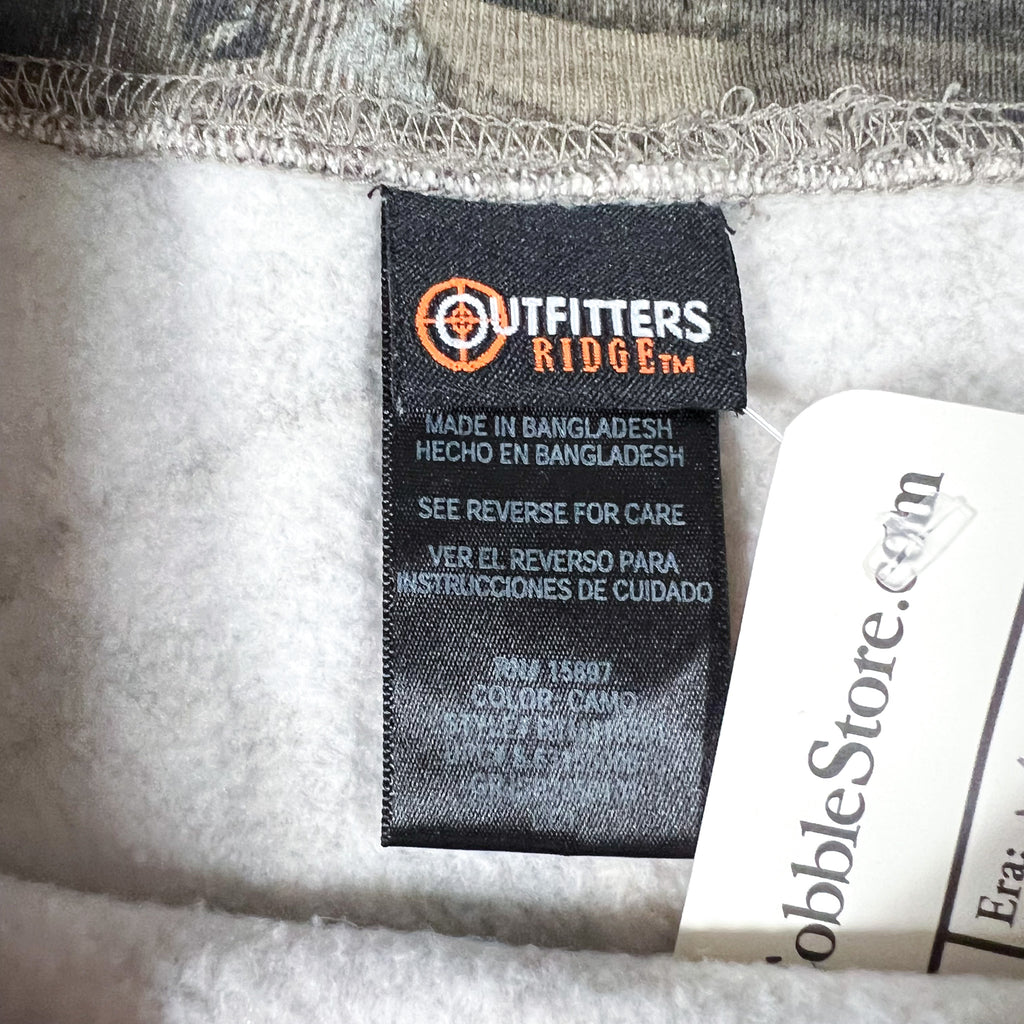 OUTFITTERS
RIDGE™
MADE IN BANGLADESH
HECHO EN BANGLADESH
SEE REVERSE FOR CARE
VER EL REVERSO PARA
INSTRUCCIONES DE CUIDADO
RN# 15897
COLOR: CAMO
obbleStore.com
Era: